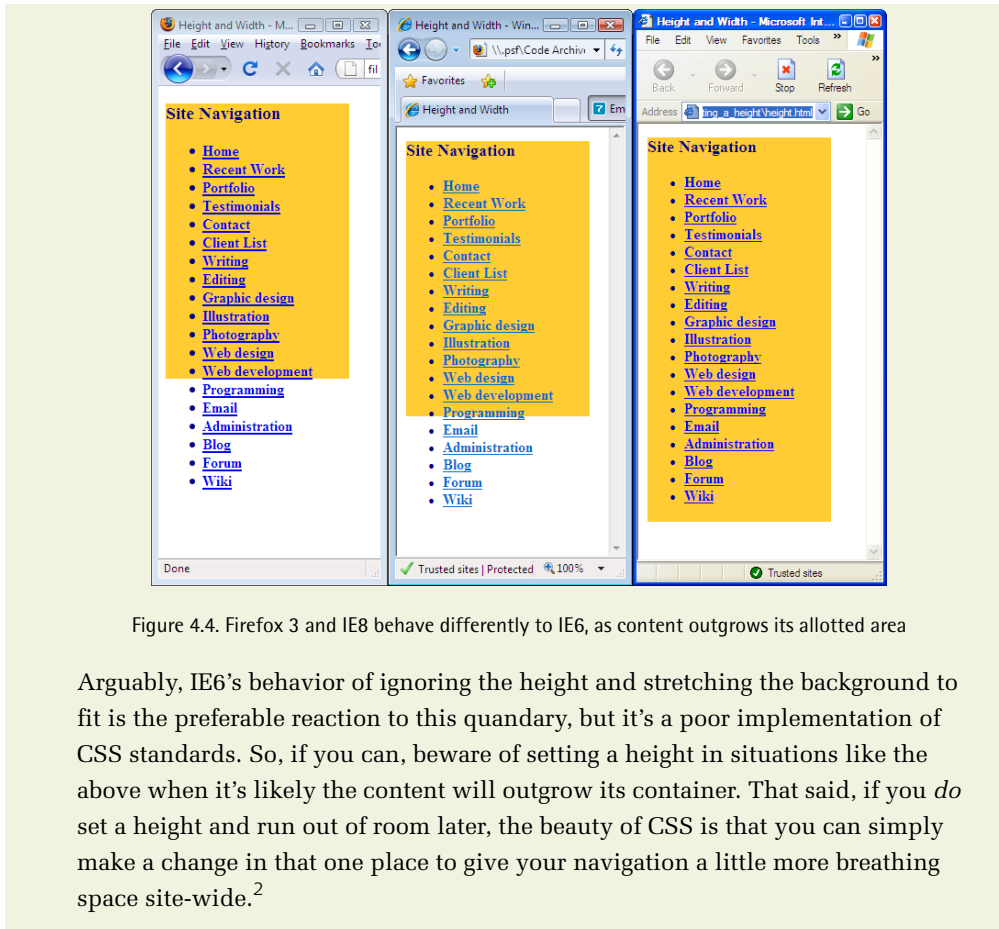 Height and Width - M...
File Edit View History Bookmarks To
fil
Site Navigation
Home
Recent Work
Portfolio
Testimonials
Contact
Client List
Writing
Editing
Graphic design
Illustration
Photography
Web design
Web development
Programming
Email
Administration
Blog
Forum
Wiki
Done
Height and Width - Win...
\\.psf\Code Archiv
Favorites
Height and Width
Em
Site Navigation
Home
Recent Work
Portfolio
Testimonials
Contact
Client List
Writing
Editing
Graphic design
Illustration
Photography
Web design
Web development
Programming
Email
Administration
Blog
Forum
Wiki
Trusted sites | Protected 100%
Height and Width - Microsoft Int...
File Edit View Favorites Tools »
Back Forward Stop Refresh »
Address ting_a_height\height.html Go
Site Navigation
Home
Recent Work
Portfolio
Testimonials
Contact
Client List
Writing
Editing
Graphic design
Illustration
Photography
Web design
Web development
Programming
Email
Administration
Blog
Forum
Wiki
Trusted sites
Figure 4.4. Firefox 3 and IE8 behave differently to IE6, as content outgrows its allotted area
Arguably, IE6’s behavior of ignoring the height and stretching the background to
fit is the preferable reaction to this quandary, but it’s a poor implementation of
CSS standards. So, if you can, beware of setting a height in situations like the
above when it’s likely the content will outgrow its container. That said, if you do
set a height and run out of room later, the beauty of CSS is that you can simply
make a change in that one place to give your navigation a little more breathing
space site-wide.2